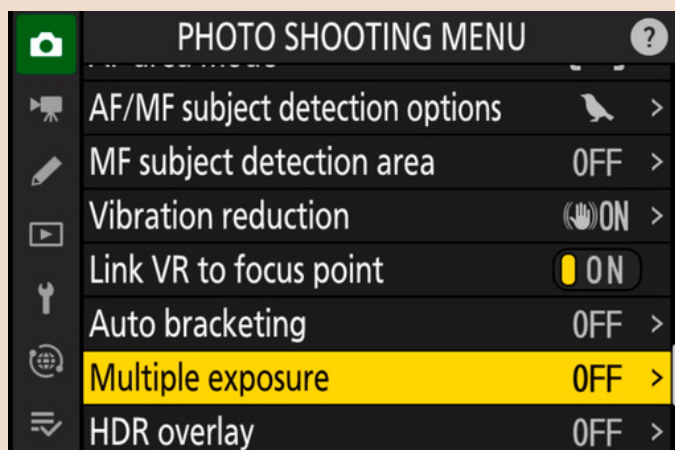 PHOTO SHOOTING MENU ?
AF/MF subject detection options
MF subject detection area OFF
Vibration reduction ON
Link VR to focus point ON
Auto bracketing OFF
Multiple exposure OFF
HDR overlay OFF